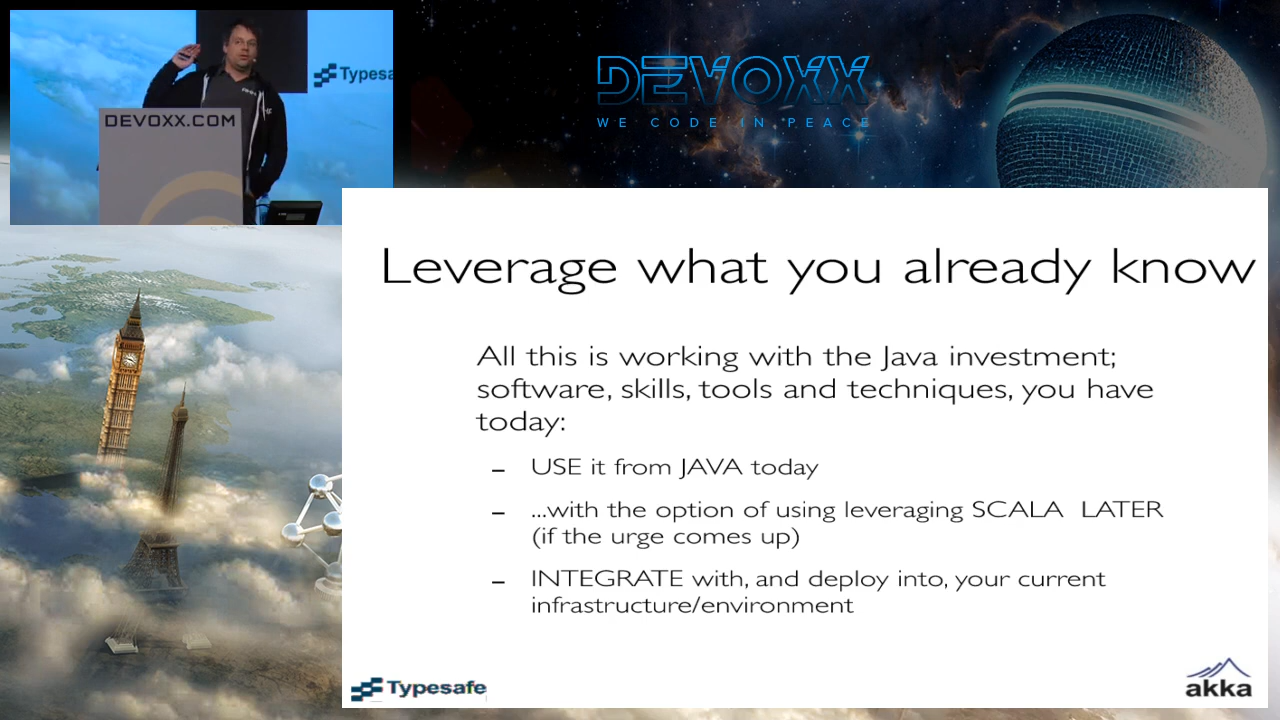 Typesa
DEVOXX.COM
DEVOXX
WE CODE IN PEACE
Leverage what you already know
All this is working with the Java investment;
software, skills, tools and techniques, you have
today:
– USE it from JAVA today
– ...with the option of using leveraging SCALA LATER
(if the urge comes up)
– INTEGRATE with, and deploy into, your current
infrastructure/environment
Typesafe
akka